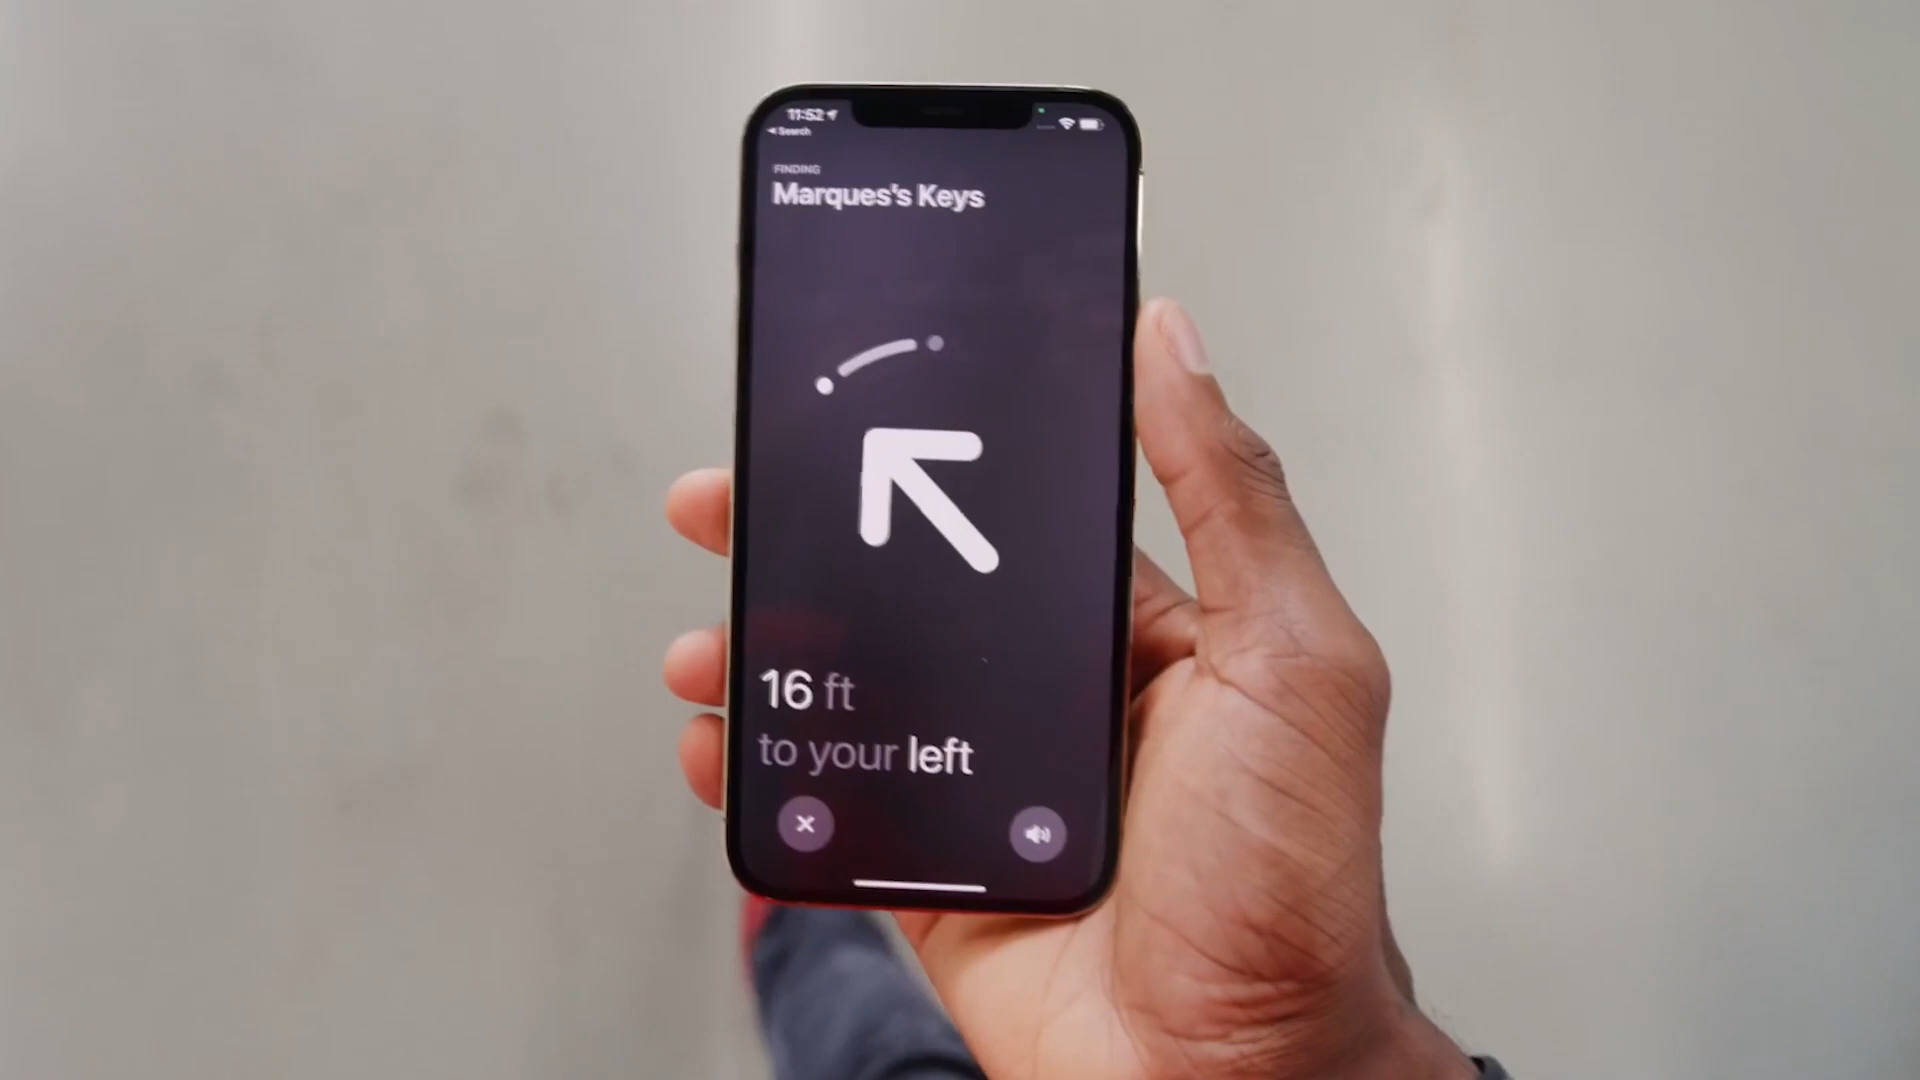 11:52
Search
FINDING
Marques's Keys
16 ft
to your left